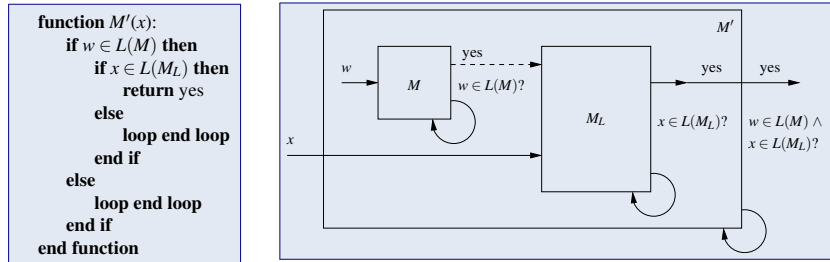 function M′(x):
if w ∈ L(M) then
if x ∈ L(M_L) then
return yes
else
loop end loop
end if
else
loop end loop
end if
end function
M′
yes
w
M
w ∈ L(M)?
M_L
yes
yes
x ∈ L(M_L)?
w ∈ L(M) ∧
x ∈ L(M_L)?
x